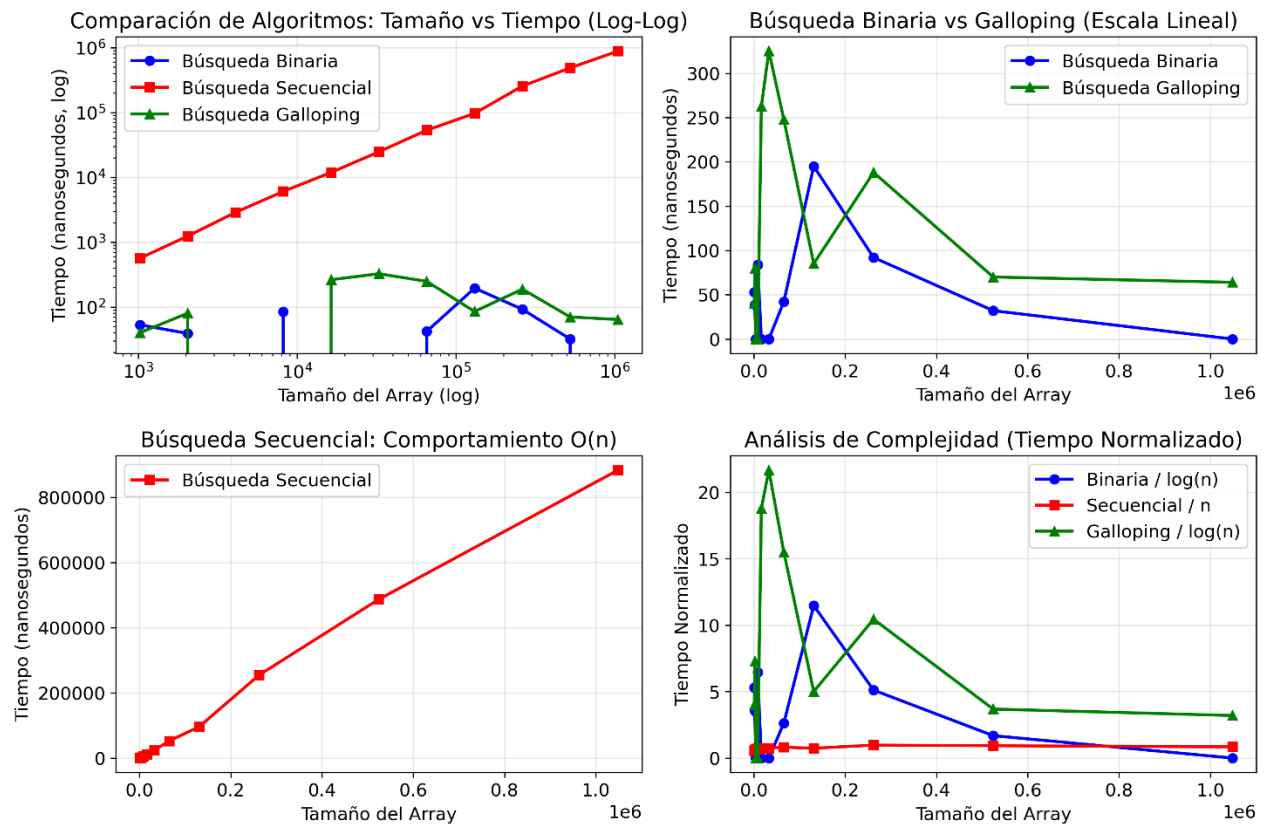 Comparación de Algoritmos: Tamaño vs Tiempo (Log-Log)
Tiempo (nanosegundos, log)
10⁶
10⁵
10⁴
10³
10²
Búsqueda Binaria
Búsqueda Secuencial
Búsqueda Galloping
10³ 10⁴ 10⁵ 10⁶
Tamaño del Array (log)
Búsqueda Binaria vs Galloping (Escala Lineal)
Tiempo (nanosegundos)
300
250
200
150
100
50
0
Búsqueda Binaria
Búsqueda Galloping
0.0 0.2 0.4 0.6 0.8 1.0
1e6
Tamaño del Array
Búsqueda Secuencial: Comportamiento O(n)
Tiempo (nanosegundos)
800000
600000
400000
200000
0
Búsqueda Secuencial
0.0 0.2 0.4 0.6 0.8 1.0
1e6
Tamaño del Array
Análisis de Complejidad (Tiempo Normalizado)
Tiempo Normalizado
20
15
10
5
0
Binaria / log(n)
Secuencial / n
Galloping / log(n)
0.0 0.2 0.4 0.6 0.8 1.0
1e6
Tamaño del Array